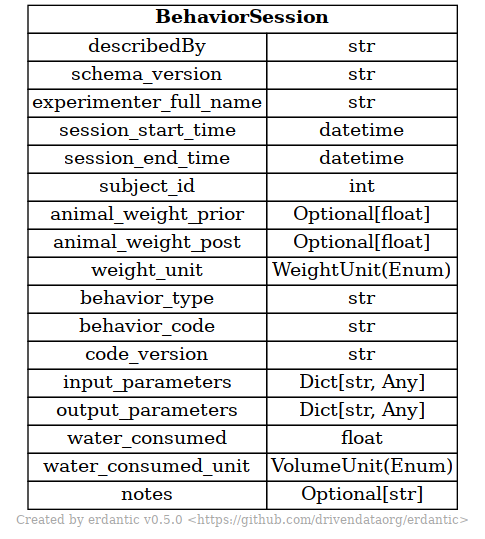 BehaviorSession
describedBy str
schema_version str
experimenter_full_name str
session_start_time datetime
session_end_time datetime
subject_id int
animal_weight_prior Optional[float]
animal_weight_post Optional[float]
weight_unit WeightUnit(Enum)
behavior_type str
behavior_code str
code_version str
input_parameters Dict[str, Any]
output_parameters Dict[str, Any]
water_consumed float
water_consumed_unit VolumeUnit(Enum)
notes Optional[str]
Created by erdantic v0.5.0 <https://github.com/drivendataorg/erdantic>